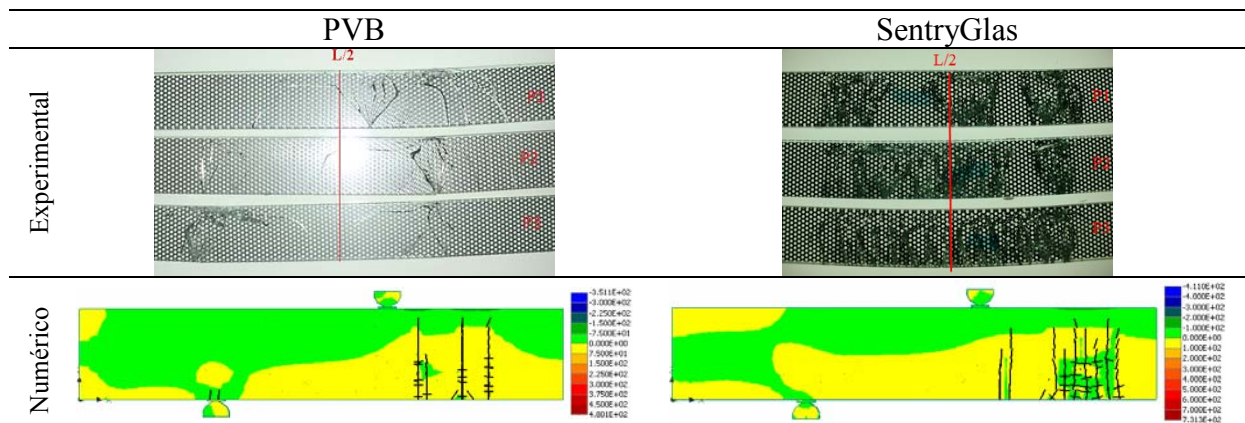 PVB
SentryGlas
Experimental
L/2
P1
P2
P3
L/2
P1
P2
P3
Numérico
-3.511E+02
-3.000E+02
-2.250E+02
-1.500E+02
-7.500E+01
0.000E+00
7.500E+01
1.500E+02
2.250E+02
3.000E+02
3.750E+02
4.500E+02
4.801E+02
-4.110E+02
-4.000E+02
-3.000E+02
-2.000E+02
-1.000E+02
0.000E+00
1.000E+02
2.000E+02
3.000E+02
4.000E+02
5.000E+02
6.000E+02
7.000E+02
7.313E+02